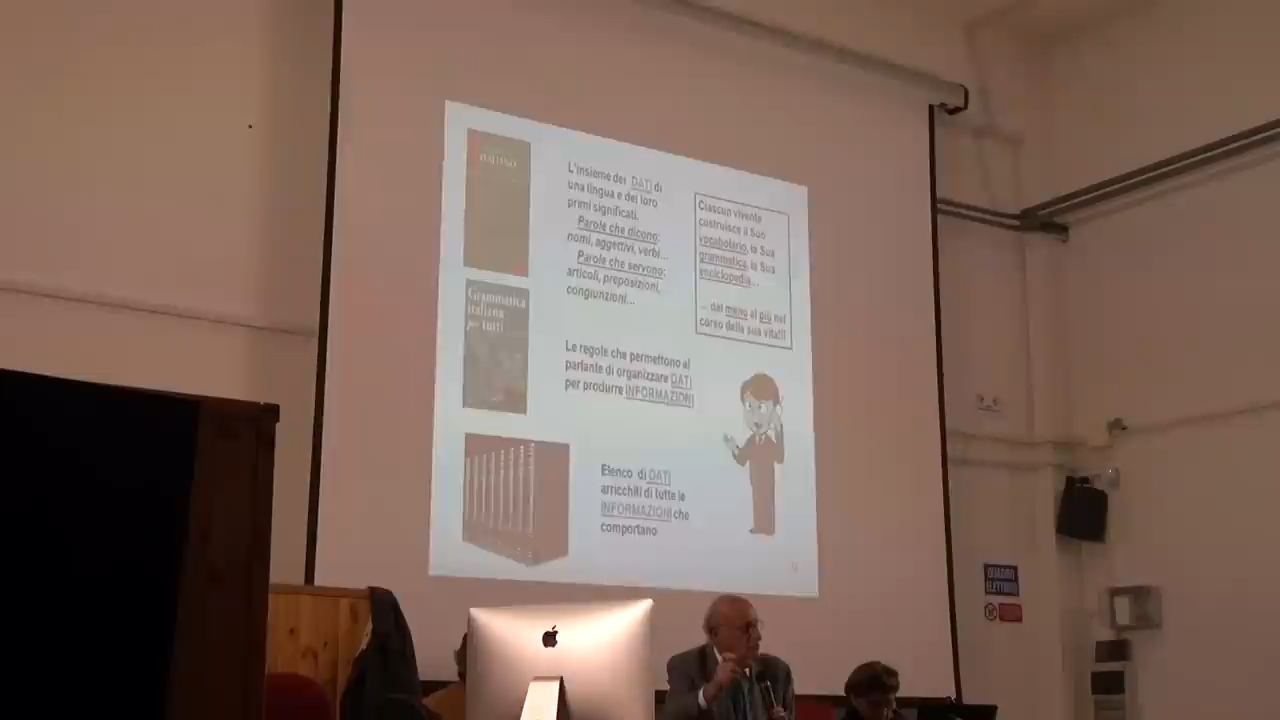 ITALIANO
L'insieme dei DATI di
una lingua e dei loro
primi significati.
Parole che dicono:
nomi, aggettivi, verbi...
Parole che servono:
articoli, preposizioni,
congiunzioni...
Ciascun vivente
costruisce il Suo
vocabolario, la Sua
grammatica, la Sua
enciclopedia...
... dal meno al più nel
corso della sua vita!!!
Grammatica
italiana
per tutti
Le regole che permettono al
parlante di organizzare DATI
per produrre INFORMAZIONI
Elenco di DATI
arricchiti di tutte le
INFORMAZIONI che
comportano
QUADRO
ELETTRICO